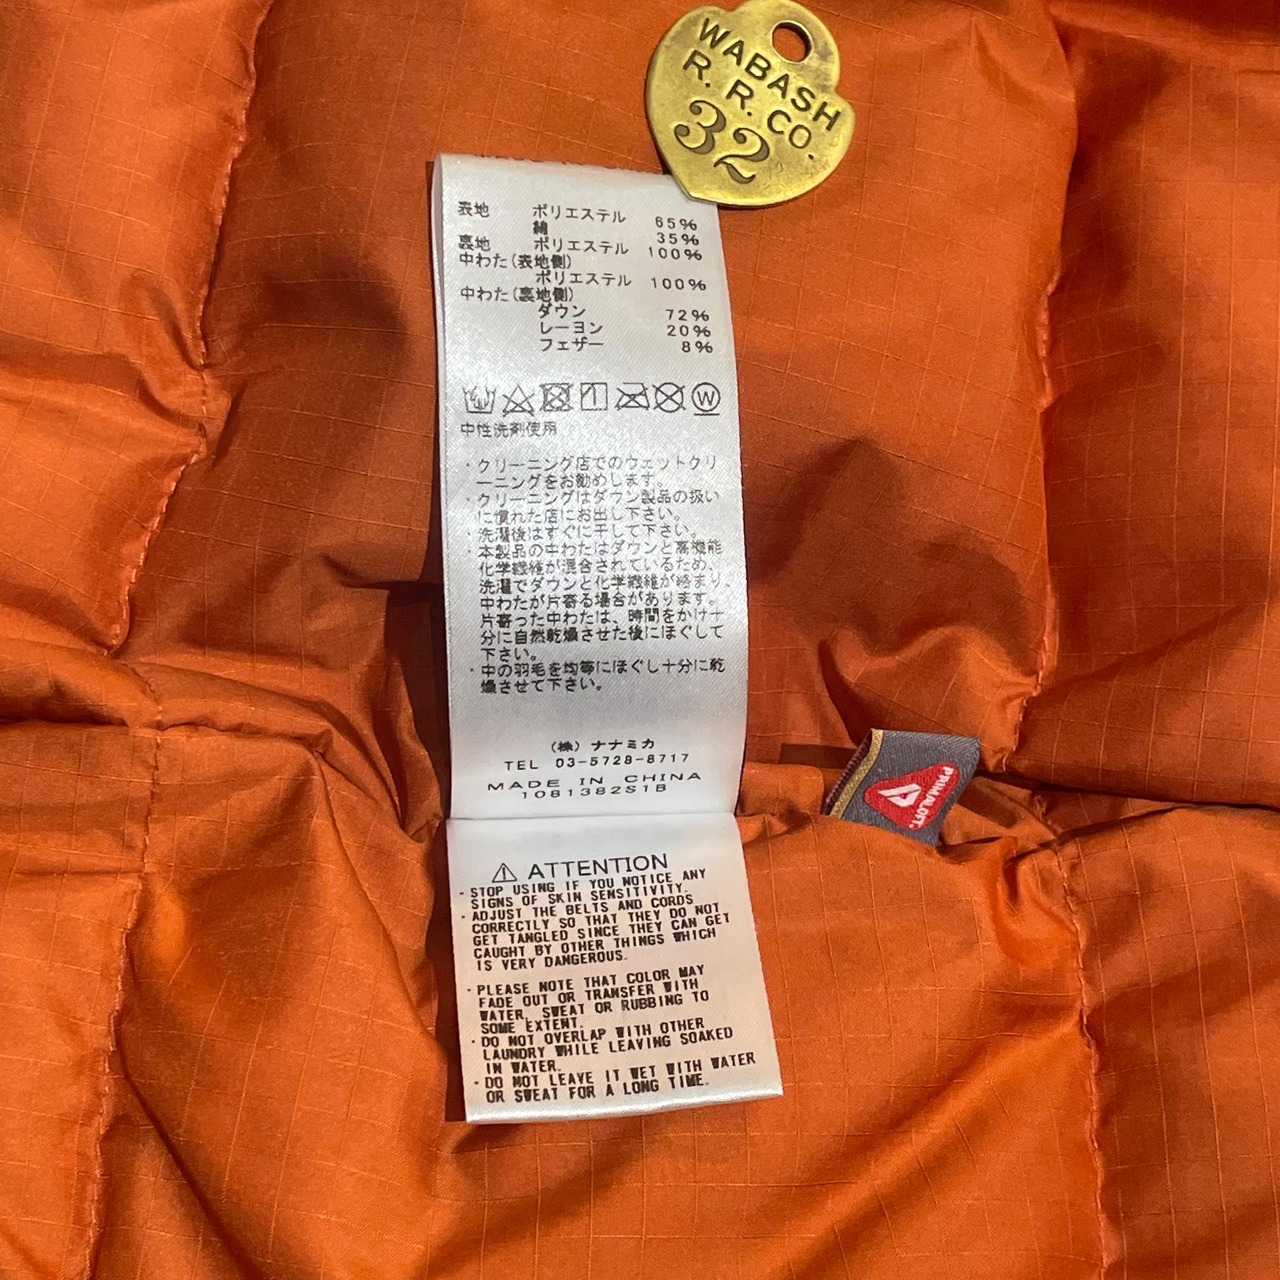 WABASH
R. R. CO.
32
表地 ポリエステル 65%
綿 35%
裏地 ポリエステル 100%
中わた(表地側)
ポリエステル 100%
中わた(裏地側)
ダウン 72%
レーヨン 20%
フェザー 8%
W
中性洗剤使用
・クリーニング店でのウェットクリ
ーニングをお勧めします。
・クリーニングはダウン製品の扱い
に慣れた店にお出し下さい。
・洗濯後はすぐに干して下さい。
・本製品の中わたはダウンと高機能
化学繊維が混合されているため、
洗濯でダウンと化学繊維が絡まり、
中わたが片寄る場合があります。
片寄った中わたは、時間をかけ十
分に自然乾燥させた後にほぐして
下さい。
・中の羽毛を均等にほぐし十分に乾
燥させて下さい。
(株) ナナミカ
TEL 03-5728-8717
MADE IN CHINA
1081382S1B
PRIMALOFT
ATTENTION
・STOP USING IF YOU NOTICE ANY
SIGNS OF SKIN SENSITIVITY.
・ADJUST THE BELTS AND CORDS
CORRECTLY SO THAT THEY DO NOT
GET TANGLED SINCE THEY CAN GET
CAUGHT BY OTHER THINGS WHICH
IS VERY DANGEROUS.
・PLEASE NOTE THAT COLOR MAY
FADE OUT OR TRANSFER WITH
WATER, SWEAT OR RUBBING TO
SOME EXTENT.
・DO NOT OVERLAP WITH OTHER
LAUNDRY WHILE LEAVING SOAKED
IN WATER.
・DO NOT LEAVE IT WET WITH WATER
OR SWEAT FOR A LONG TIME.